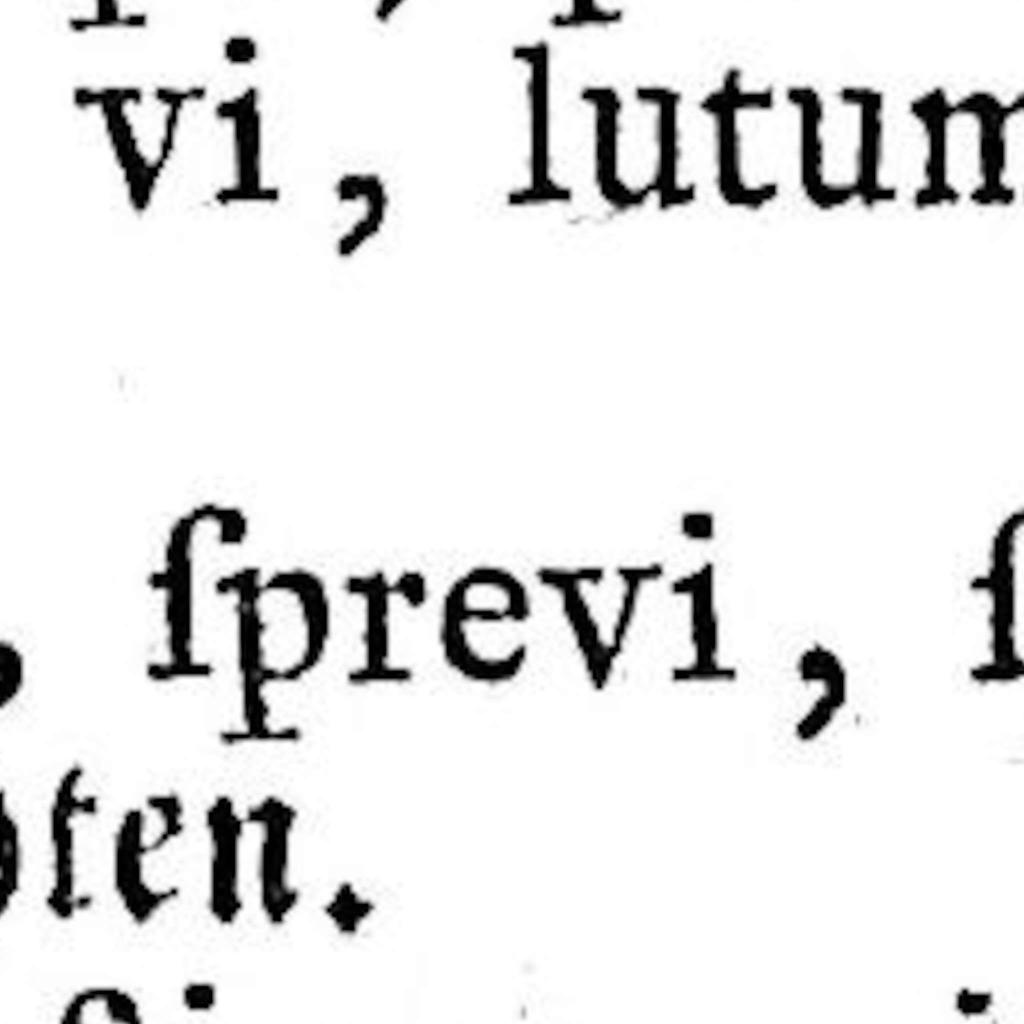 vi, lutum
, ſprevi, ſ
ten.